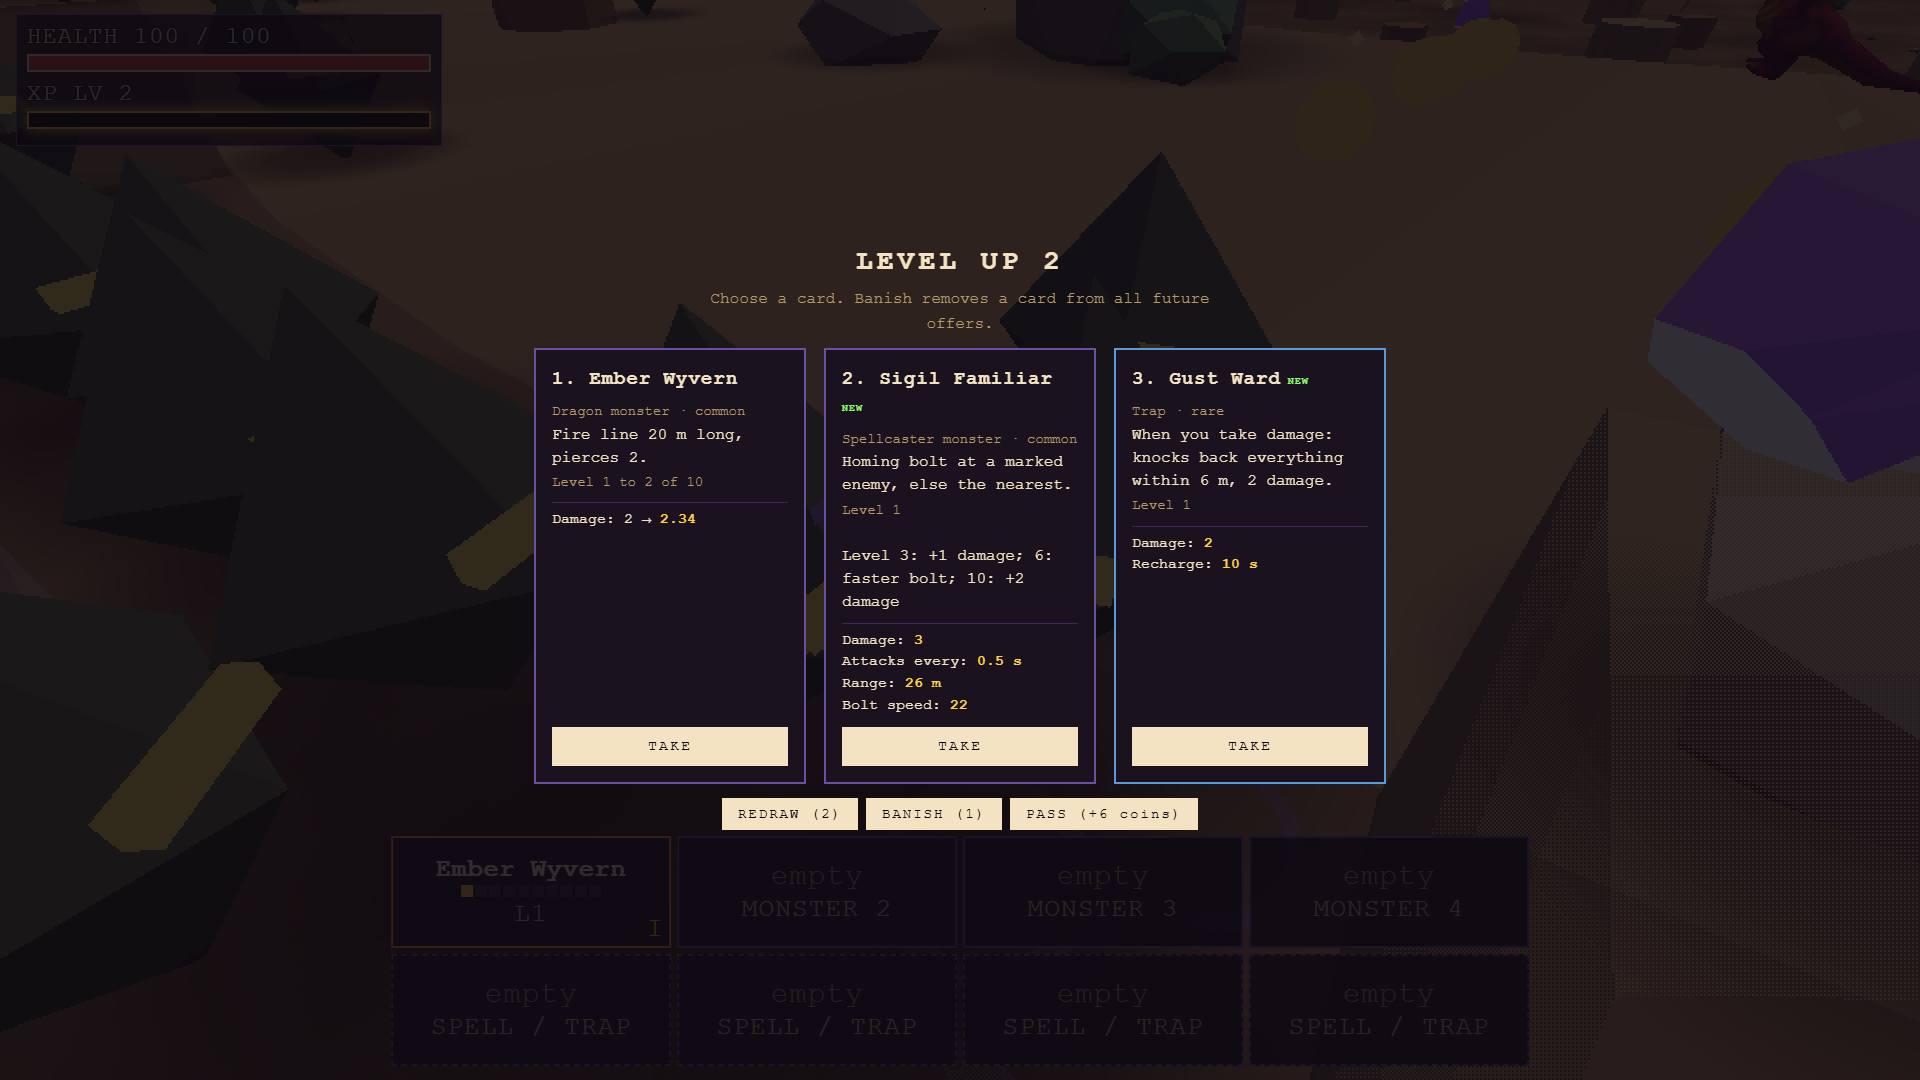 HEALTH 100 / 100
XP LV 2
LEVEL UP 2
Choose a card. Banish removes a card from all future
offers.
1. Ember Wyvern
Dragon monster · common
Fire line 20 m long,
pierces 2.
Level 1 to 2 of 10
Damage: 2 → 2.34
TAKE
2. Sigil Familiar
NEW
Spellcaster monster · common
Homing bolt at a marked
enemy, else the nearest.
Level 1
Level 3: +1 damage; 6:
faster bolt; 10: +2
damage
Damage: 3
Attacks every: 0.5 s
Range: 26 m
Bolt speed: 22
TAKE
3. Gust Ward NEW
Trap · rare
When you take damage:
knocks back everything
within 6 m, 2 damage.
Level 1
Damage: 2
Recharge: 10 s
TAKE
REDRAW (2)
BANISH (1)
PASS (+6 coins)
Ember Wyvern
L1
I
empty
MONSTER 2
empty
MONSTER 3
empty
MONSTER 4
empty
SPELL / TRAP
empty
SPELL / TRAP
empty
SPELL / TRAP
empty
SPELL / TRAP